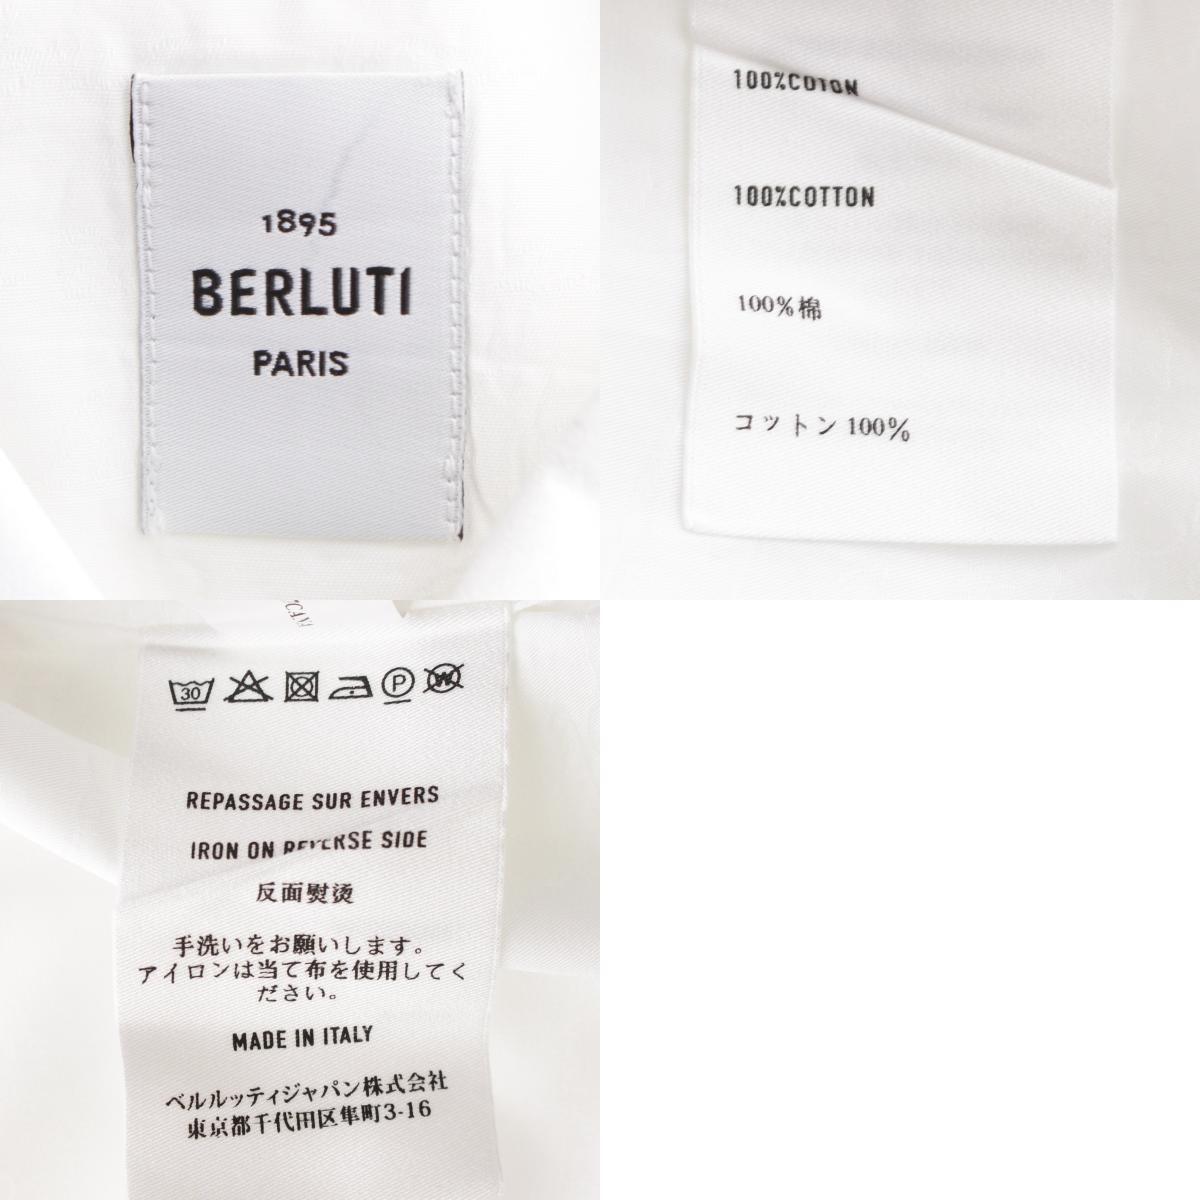 1895
BERLUTI
PARIS
100%COTON
100%COTTON
100%棉
コットン100%
30
P
W
REPASSAGE SUR ENVERS
IRON ON REVERSE SIDE
反面熨烫
手洗いをお願いします。
アイロンは当て布を使用してく
ださい。
MADE IN ITALY
ベルルッティジャパン株式会社
東京都千代田区隼町3-16